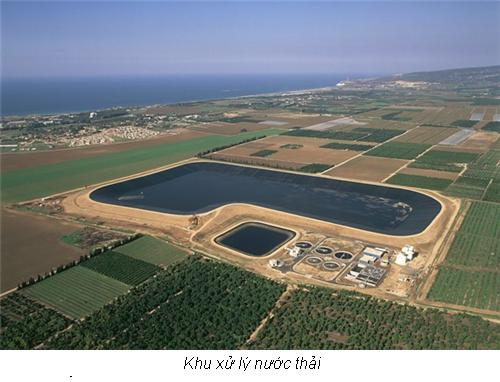 Khu xử lý nước thải